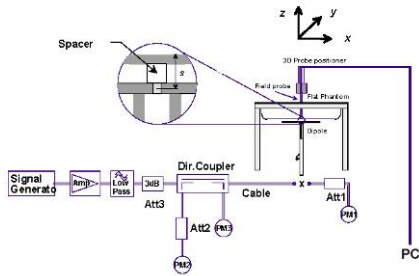 z
y
x
Spacer
s
3D Probe positioner
Field probe
Flat Phantom
Dipole
Signal
Generato
Amp
Low
Pass
3dB
Att3
Dir.Coupler
Cable
x
Att1
PM1
Att2
PM3
PM2
PC